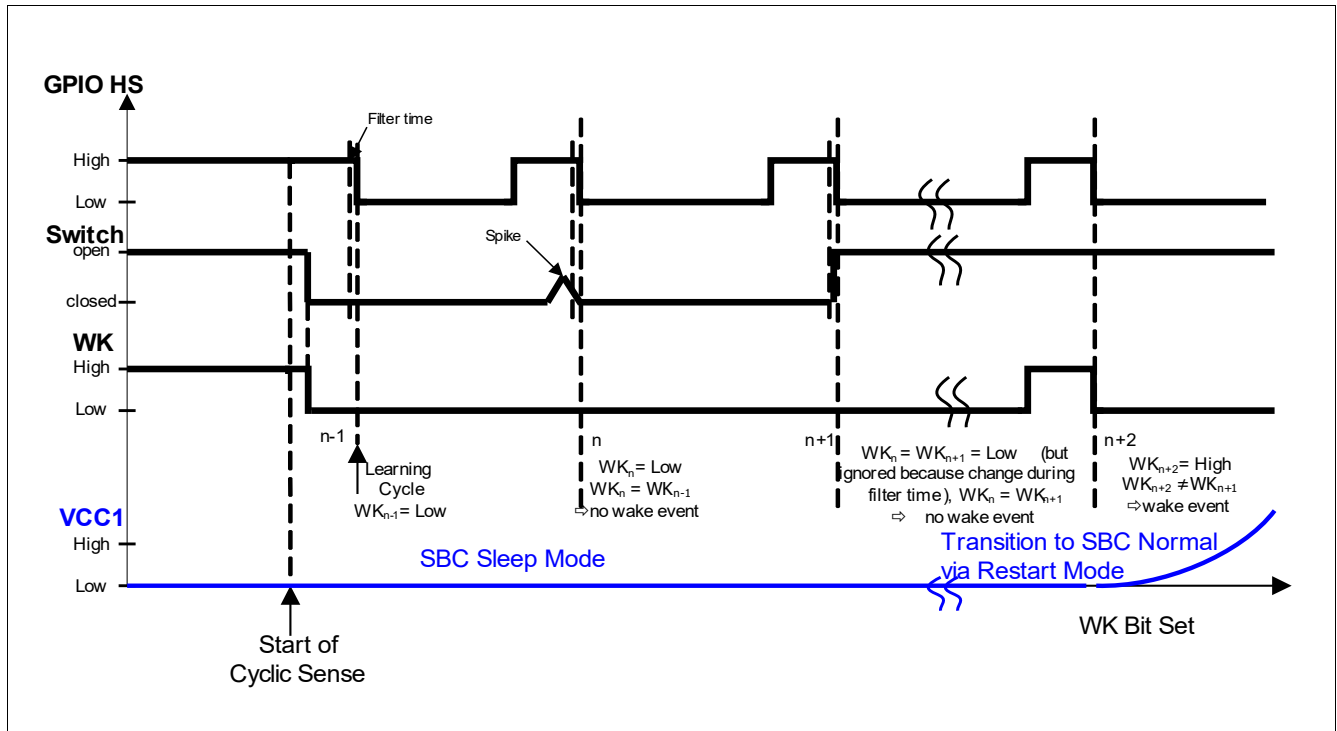 GPIO HS
Filter time
High
Low
Switch
open
Spike
closed
WK
High
Low
n-1
n
n+1
n+2
Learning
Cycle
WKn-1= Low
WKn= Low
WKn = WKn-1
⇨no wake event
WKn = WKn+1 = Low (but
ignored because change during
filter time), WKn = WKn+1
⇨ no wake event
WKn+2= High
WKn+2 ≠WKn+1
⇨wake event
VCC1
High
Low
SBC Sleep Mode
Transition to SBC Normal
via Restart Mode
WK Bit Set
Start of
Cyclic Sense